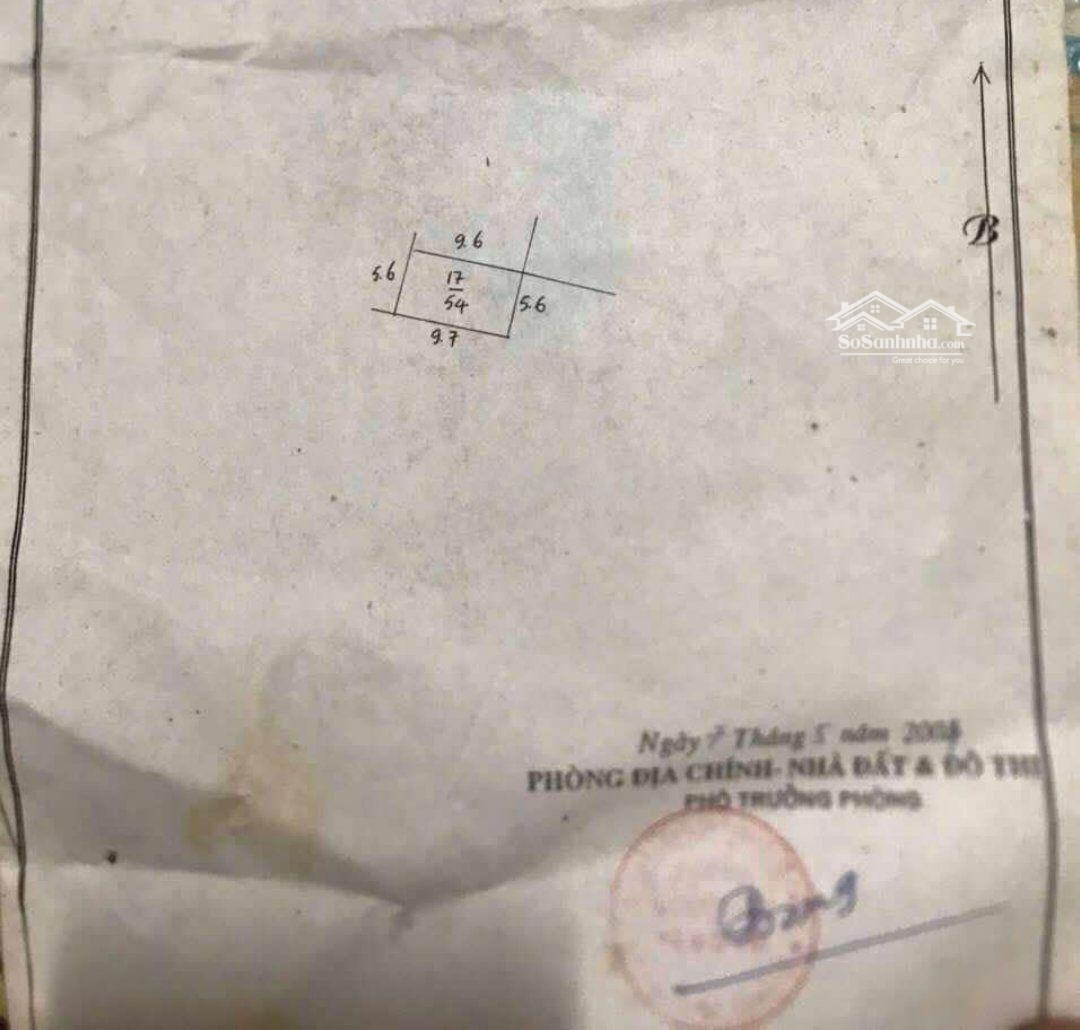 9.6
5.6
17
54
5.6
9.7
B
SoSanhnha.com
Great choice for you
Ngày 7 Tháng 5 năm
PHÒNG ĐỊA CHÍNH- NHÀ ĐẤT & ĐÔ THỊ
PHÓ TRƯỞNG PHÒNG